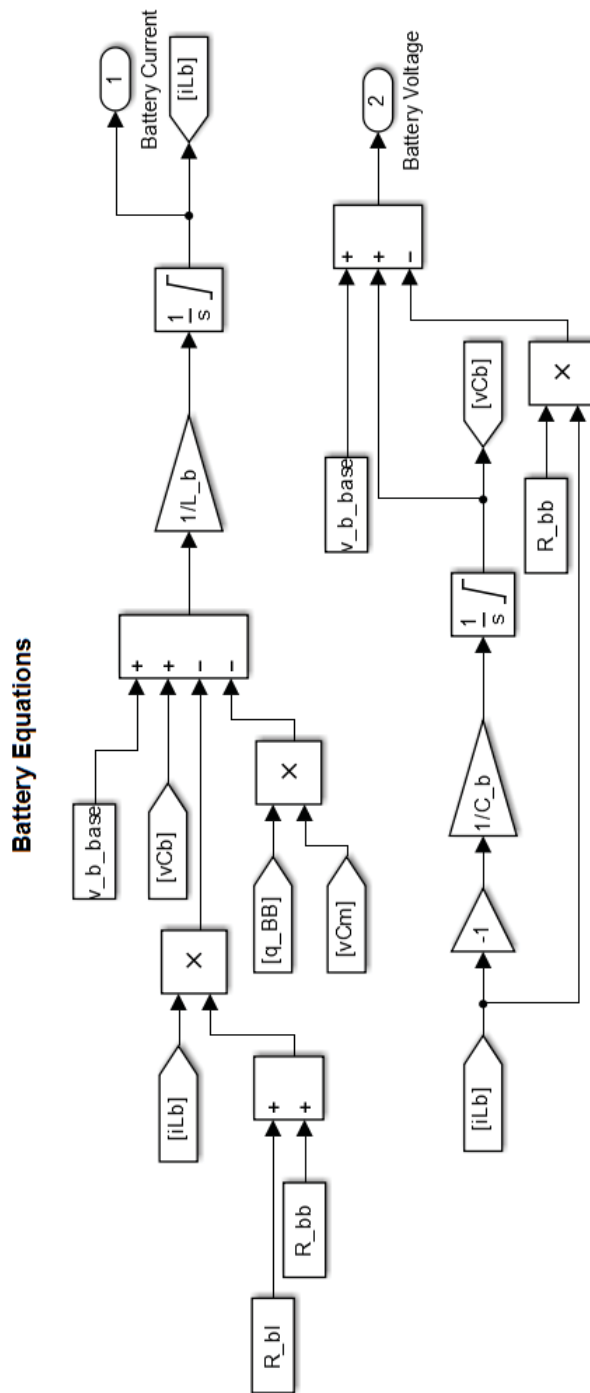 Battery Equations
R_bl
R_bb
+
+
[iLb]
×
[q_BB]
[vCm]
×
v_b_base
[vCb]
+
+
−
−
1/L_b
1
s
1
Battery Current
[iLb]
[iLb]
-1
1/C_b
1
s
[vCb]
R_bb
×
v_b_base
+
+
−
2
Battery Voltage